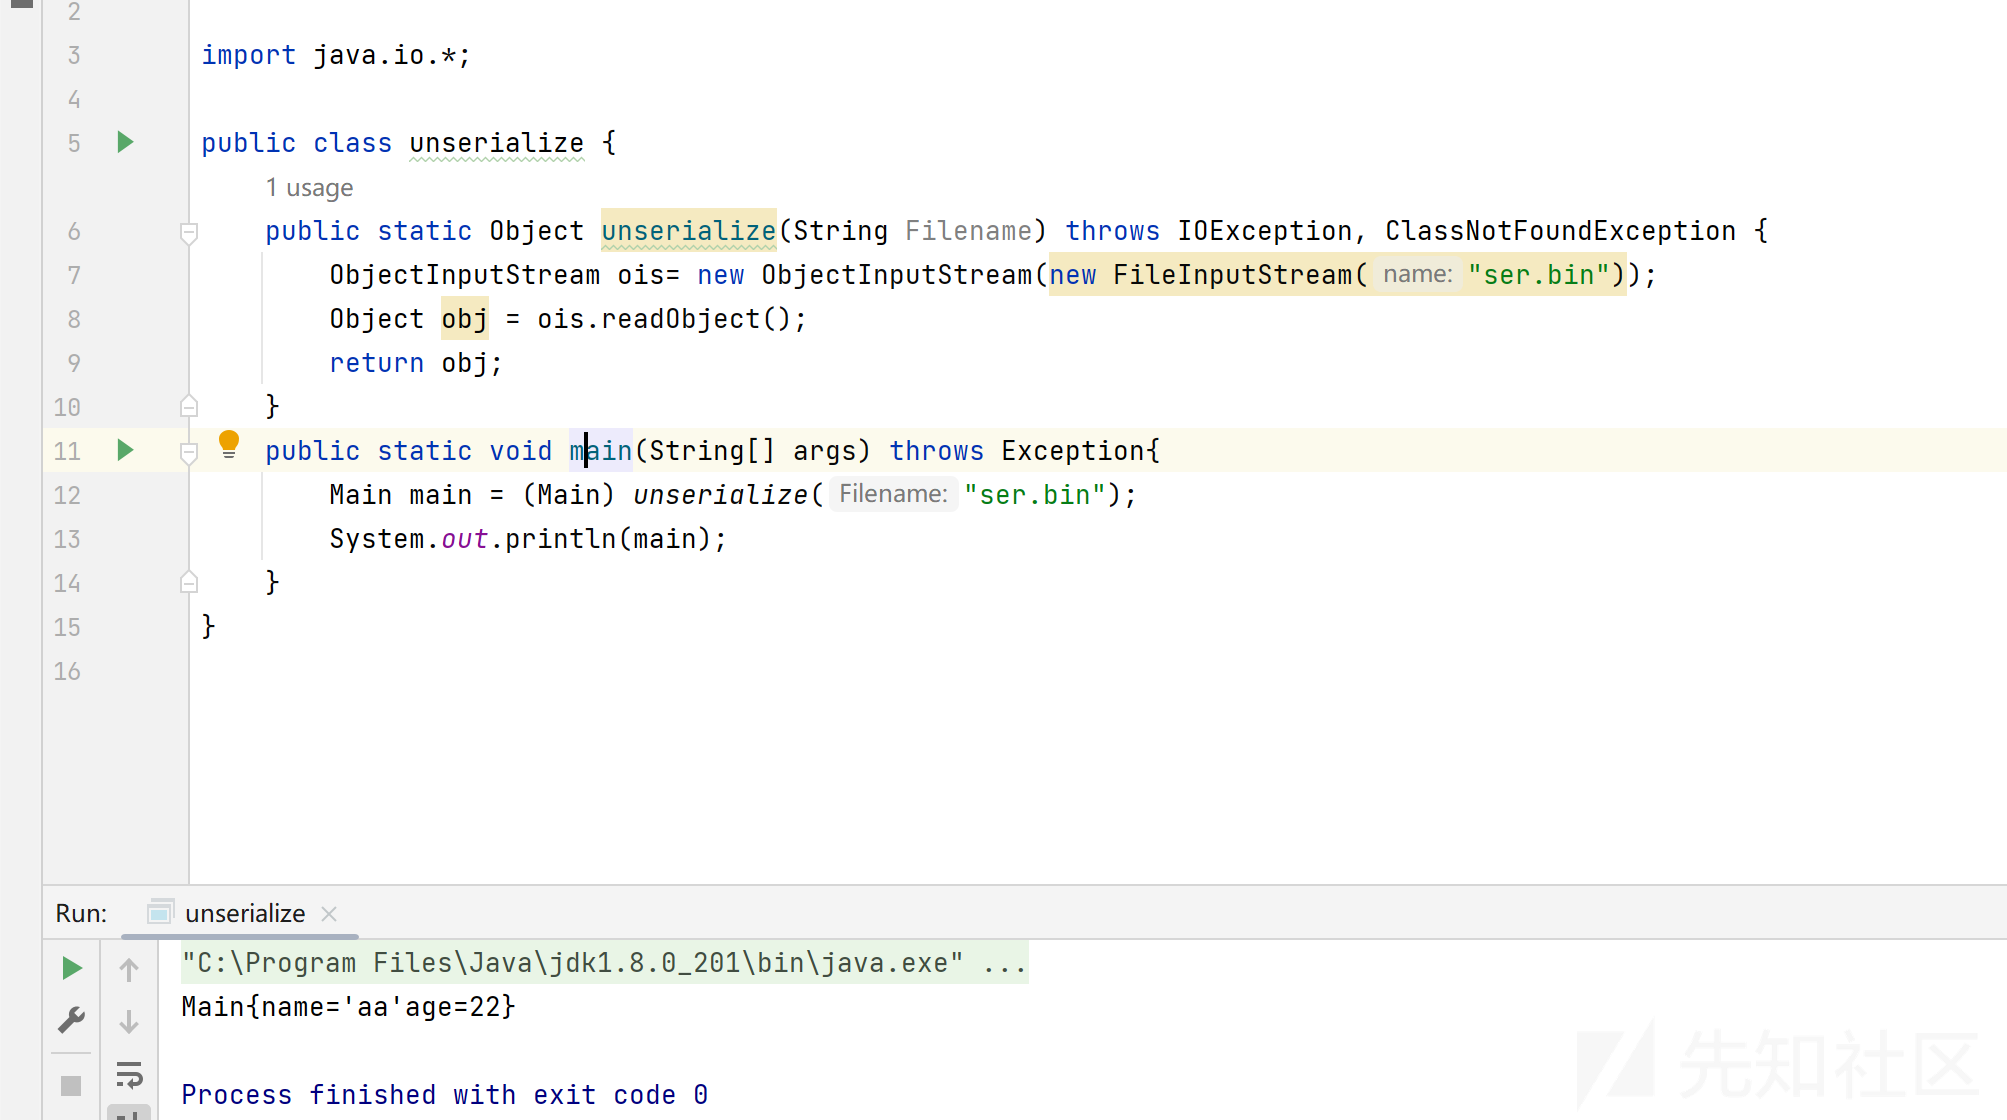 2
3 import java.io.*;
4
5 public class unserialize {
1 usage
6 public static Object unserialize(String Filename) throws IOException, ClassNotFoundException {
7 ObjectInputStream ois= new ObjectInputStream(new FileInputStream( name: "ser.bin"));
8 Object obj = ois.readObject();
9 return obj;
10 }
11 public static void main(String[] args) throws Exception{
12 Main main = (Main) unserialize( Filename: "ser.bin");
13 System.out.println(main);
14 }
15 }
16
Run: unserialize
"C:\Program Files\Java\jdk1.8.0_201\bin\java.exe" ...
Main{name='aa'age=22}
Process finished with exit code 0
先知社区